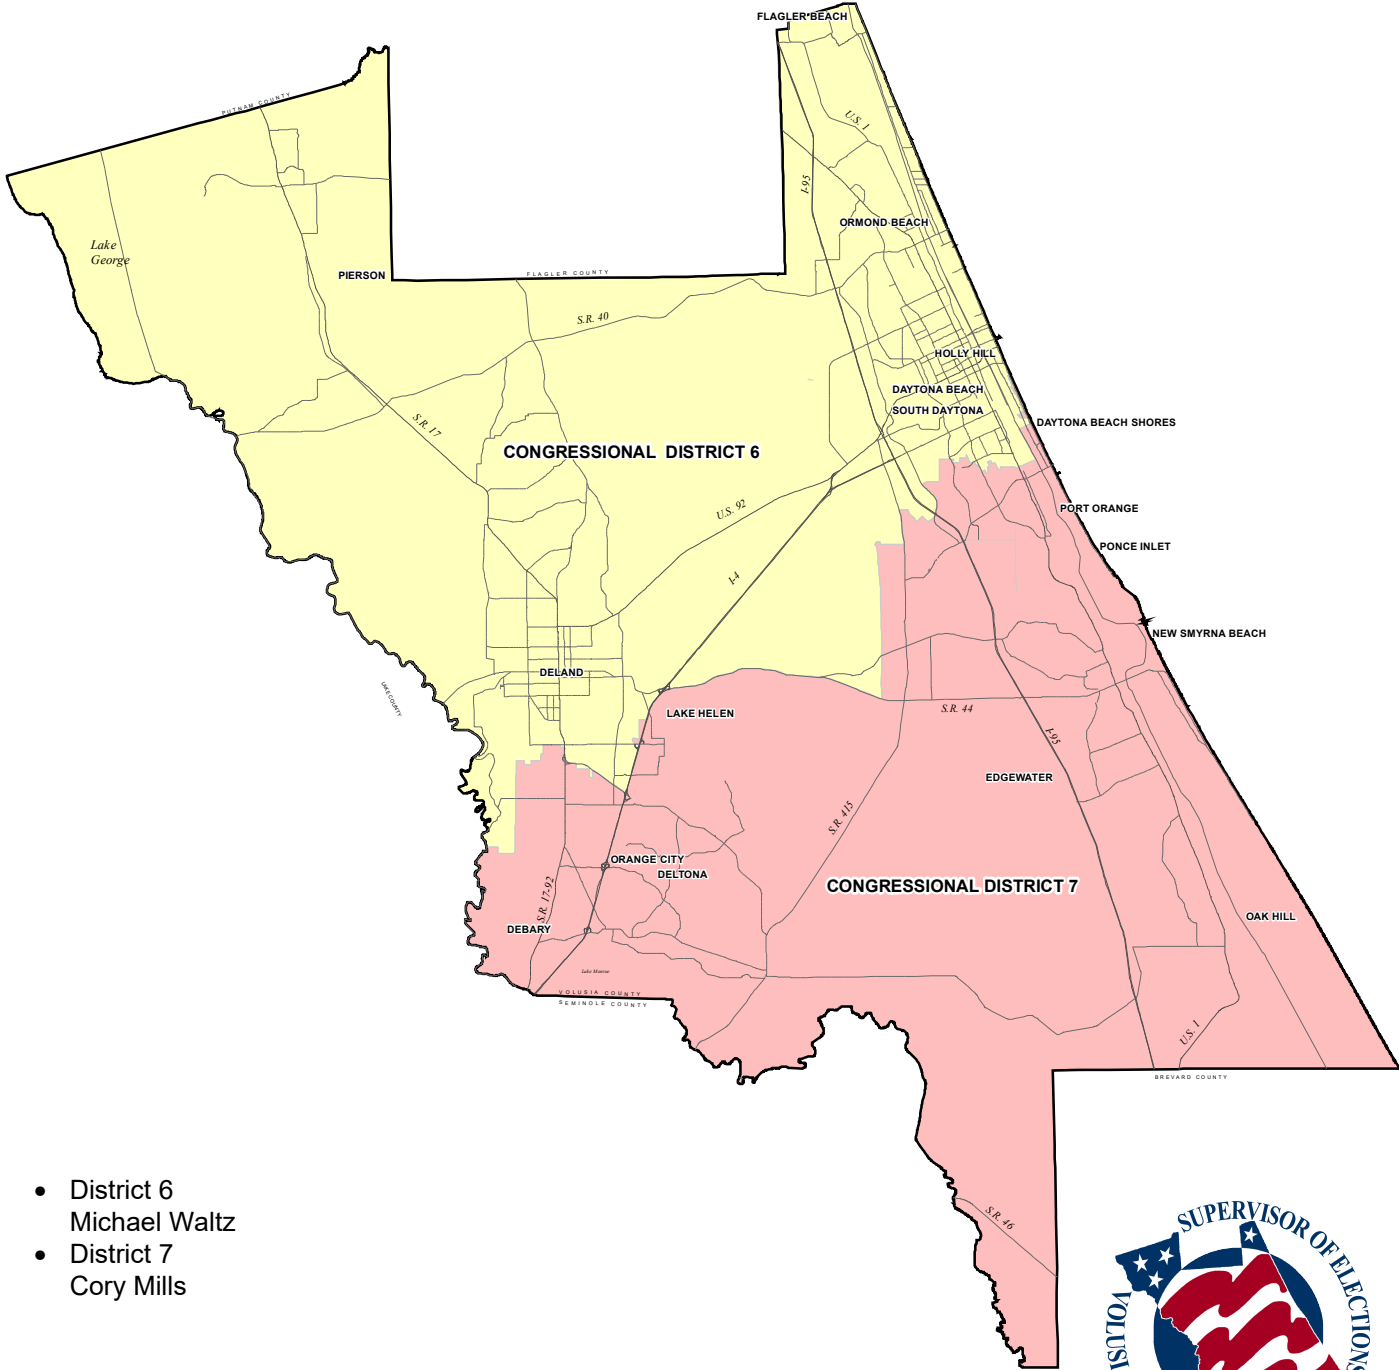 FLAGLER BEACH
PUTNAM COUNTY
U.S. 1
I-95
ORMOND BEACH
Lake
George
PIERSON
FLAGLER COUNTY
S.R. 40
HOLLY HILL
DAYTONA BEACH
SOUTH DAYTONA
DAYTONA BEACH SHORES
S.R. 17
CONGRESSIONAL DISTRICT 6
U.S. 92
PORT ORANGE
PONCE INLET
I-4
NEW SMYRNA BEACH
DELAND
LAKE COUNTY
LAKE HELEN
S.R. 44
I-95
EDGEWATER
S.R. 415
ORANGE CITY
DELTONA
CONGRESSIONAL DISTRICT 7
S.R. 17-92
OAK HILL
DEBARY
Lake Monroe
VOLUSIA COUNTY
SEMINOLE COUNTY
U.S. 1
BREVARD COUNTY
• District 6
Michael Waltz
• District 7
Cory Mills
S.R. 46
SUPERVISOR OF ELECTIONS
VOLUSI